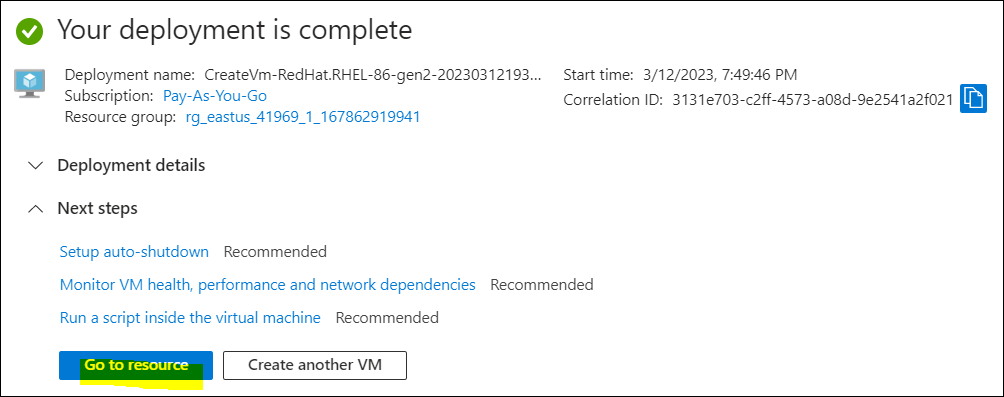 Your deployment is complete
Deployment name: CreateVm-RedHat.RHEL-86-gen2-20230312193... Start time: 3/12/2023, 7:49:46 PM
Subscription: Pay-As-You-Go Correlation ID: 3131e703-c2ff-4573-a08d-9e2541a2f021
Resource group: rg_eastus_41969_1_167862919941
Deployment details
Next steps
Setup auto-shutdown Recommended
Monitor VM health, performance and network dependencies Recommended
Run a script inside the virtual machine Recommended
Go to resource Create another VM